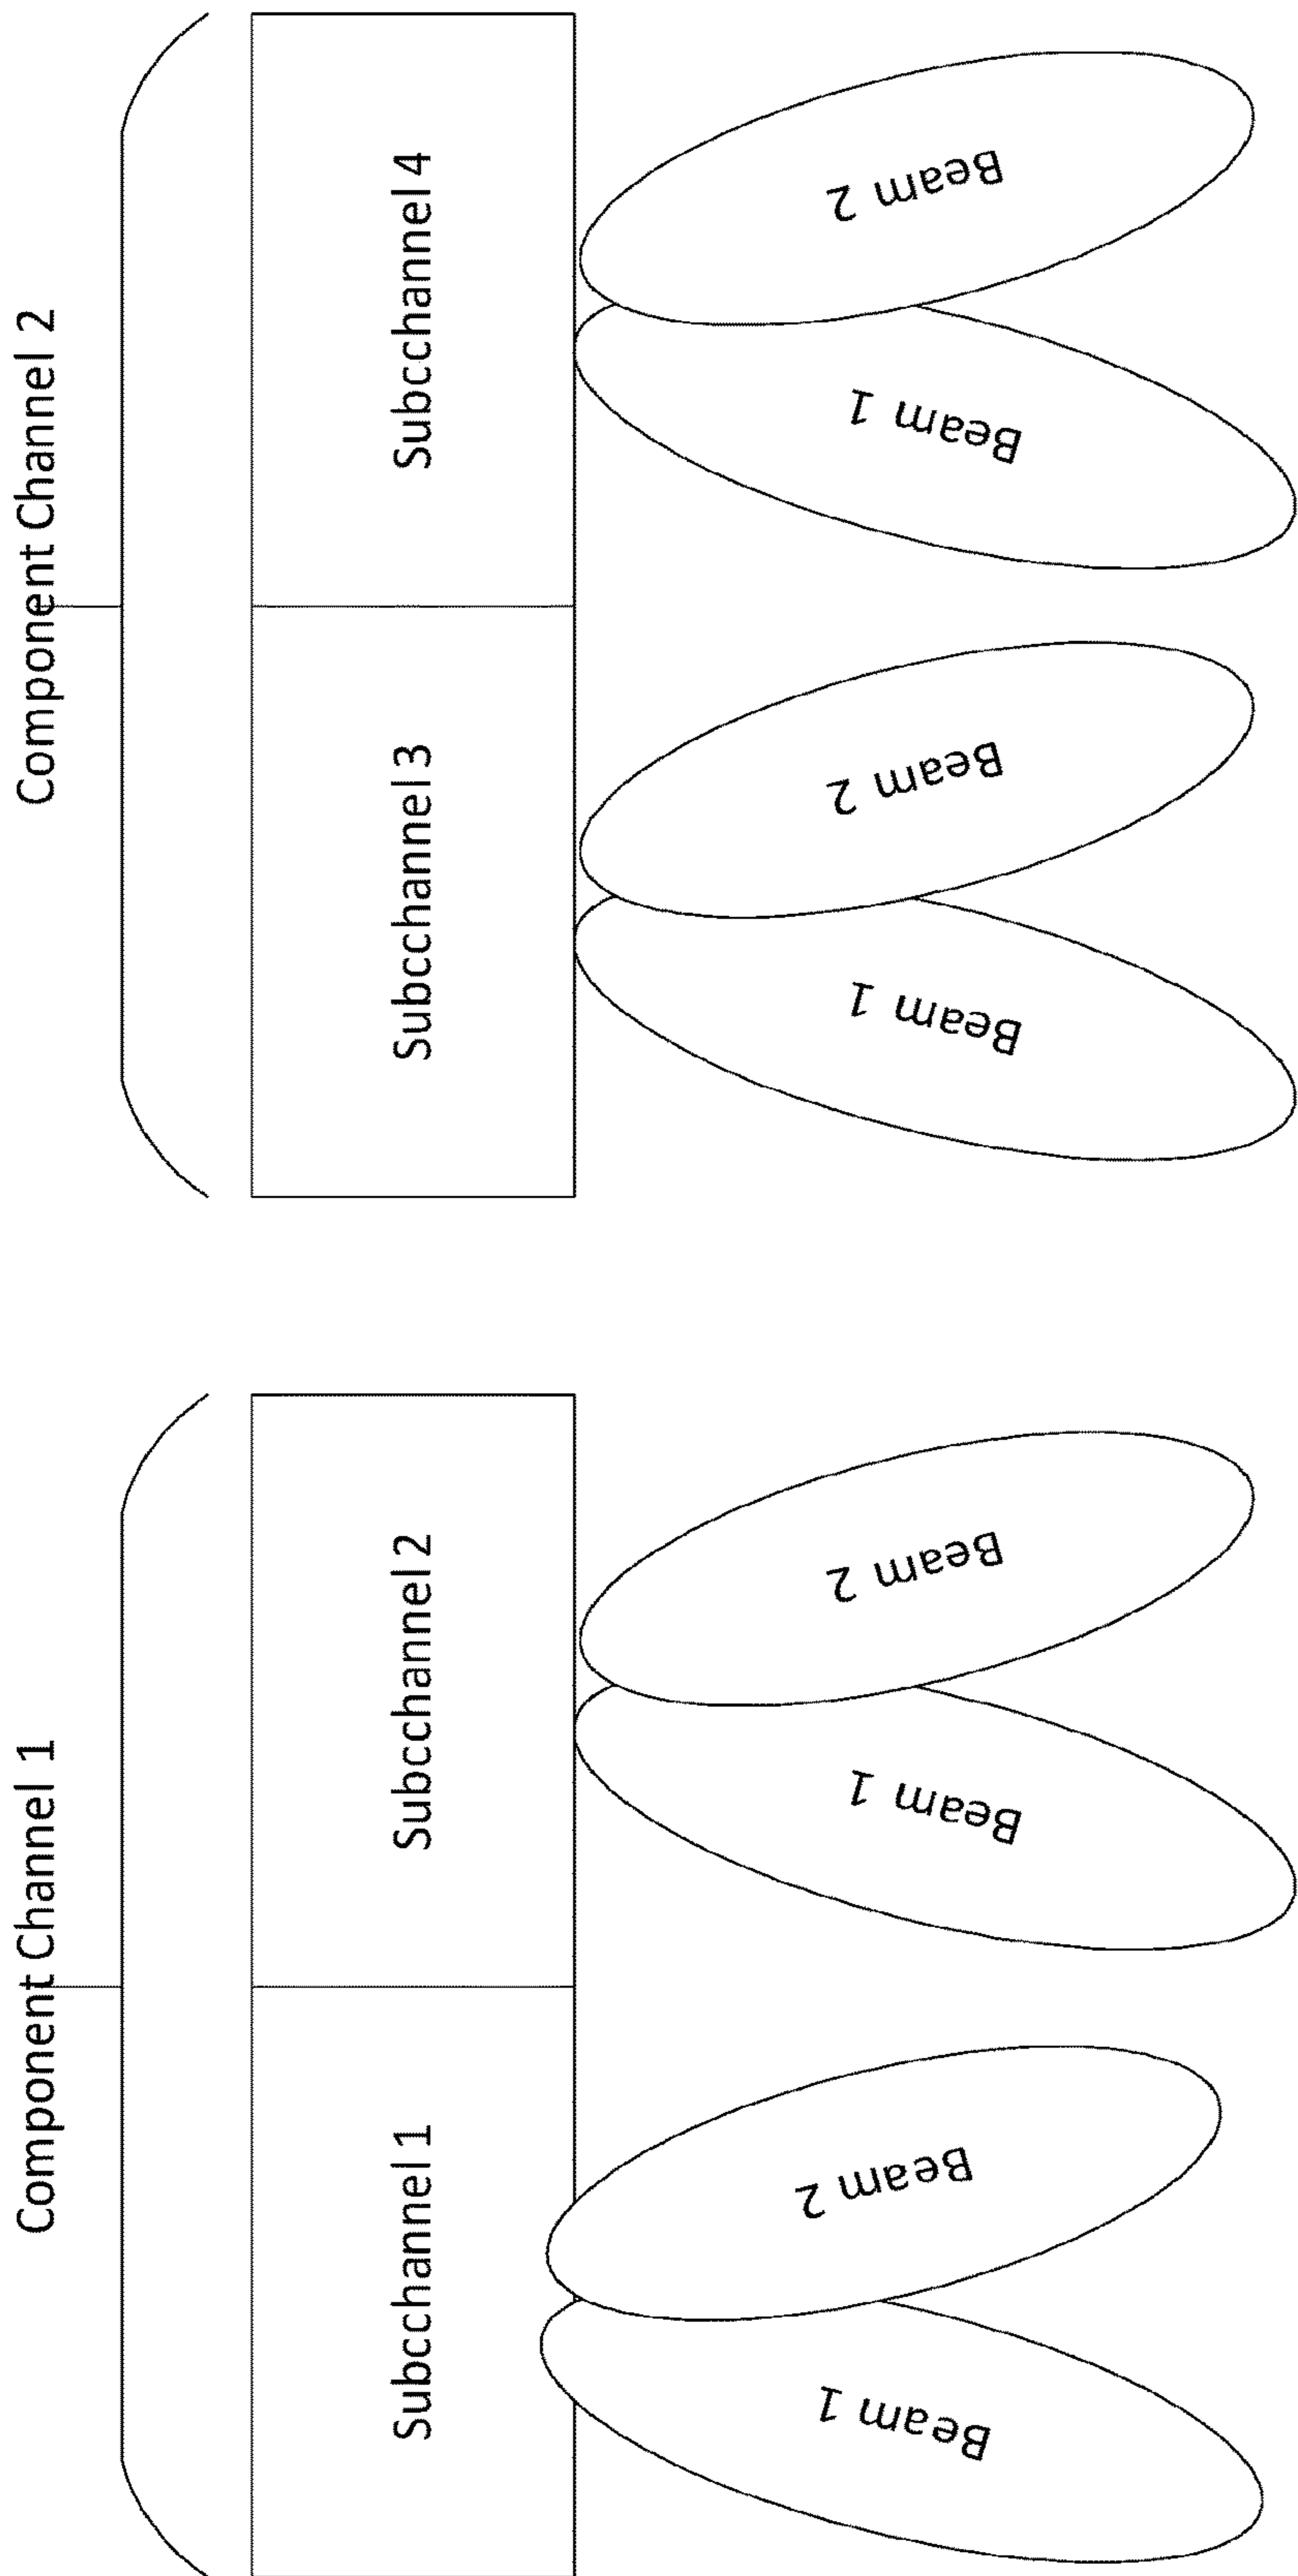 Component Channel 1
Component Channel 2
Subcchannel 1
Subcchannel 2
Subcchannel 3
Subcchannel 4
Beam 1
Beam 2
Beam 1
Beam 2
Beam 1
Beam 2
Beam 1
Beam 2